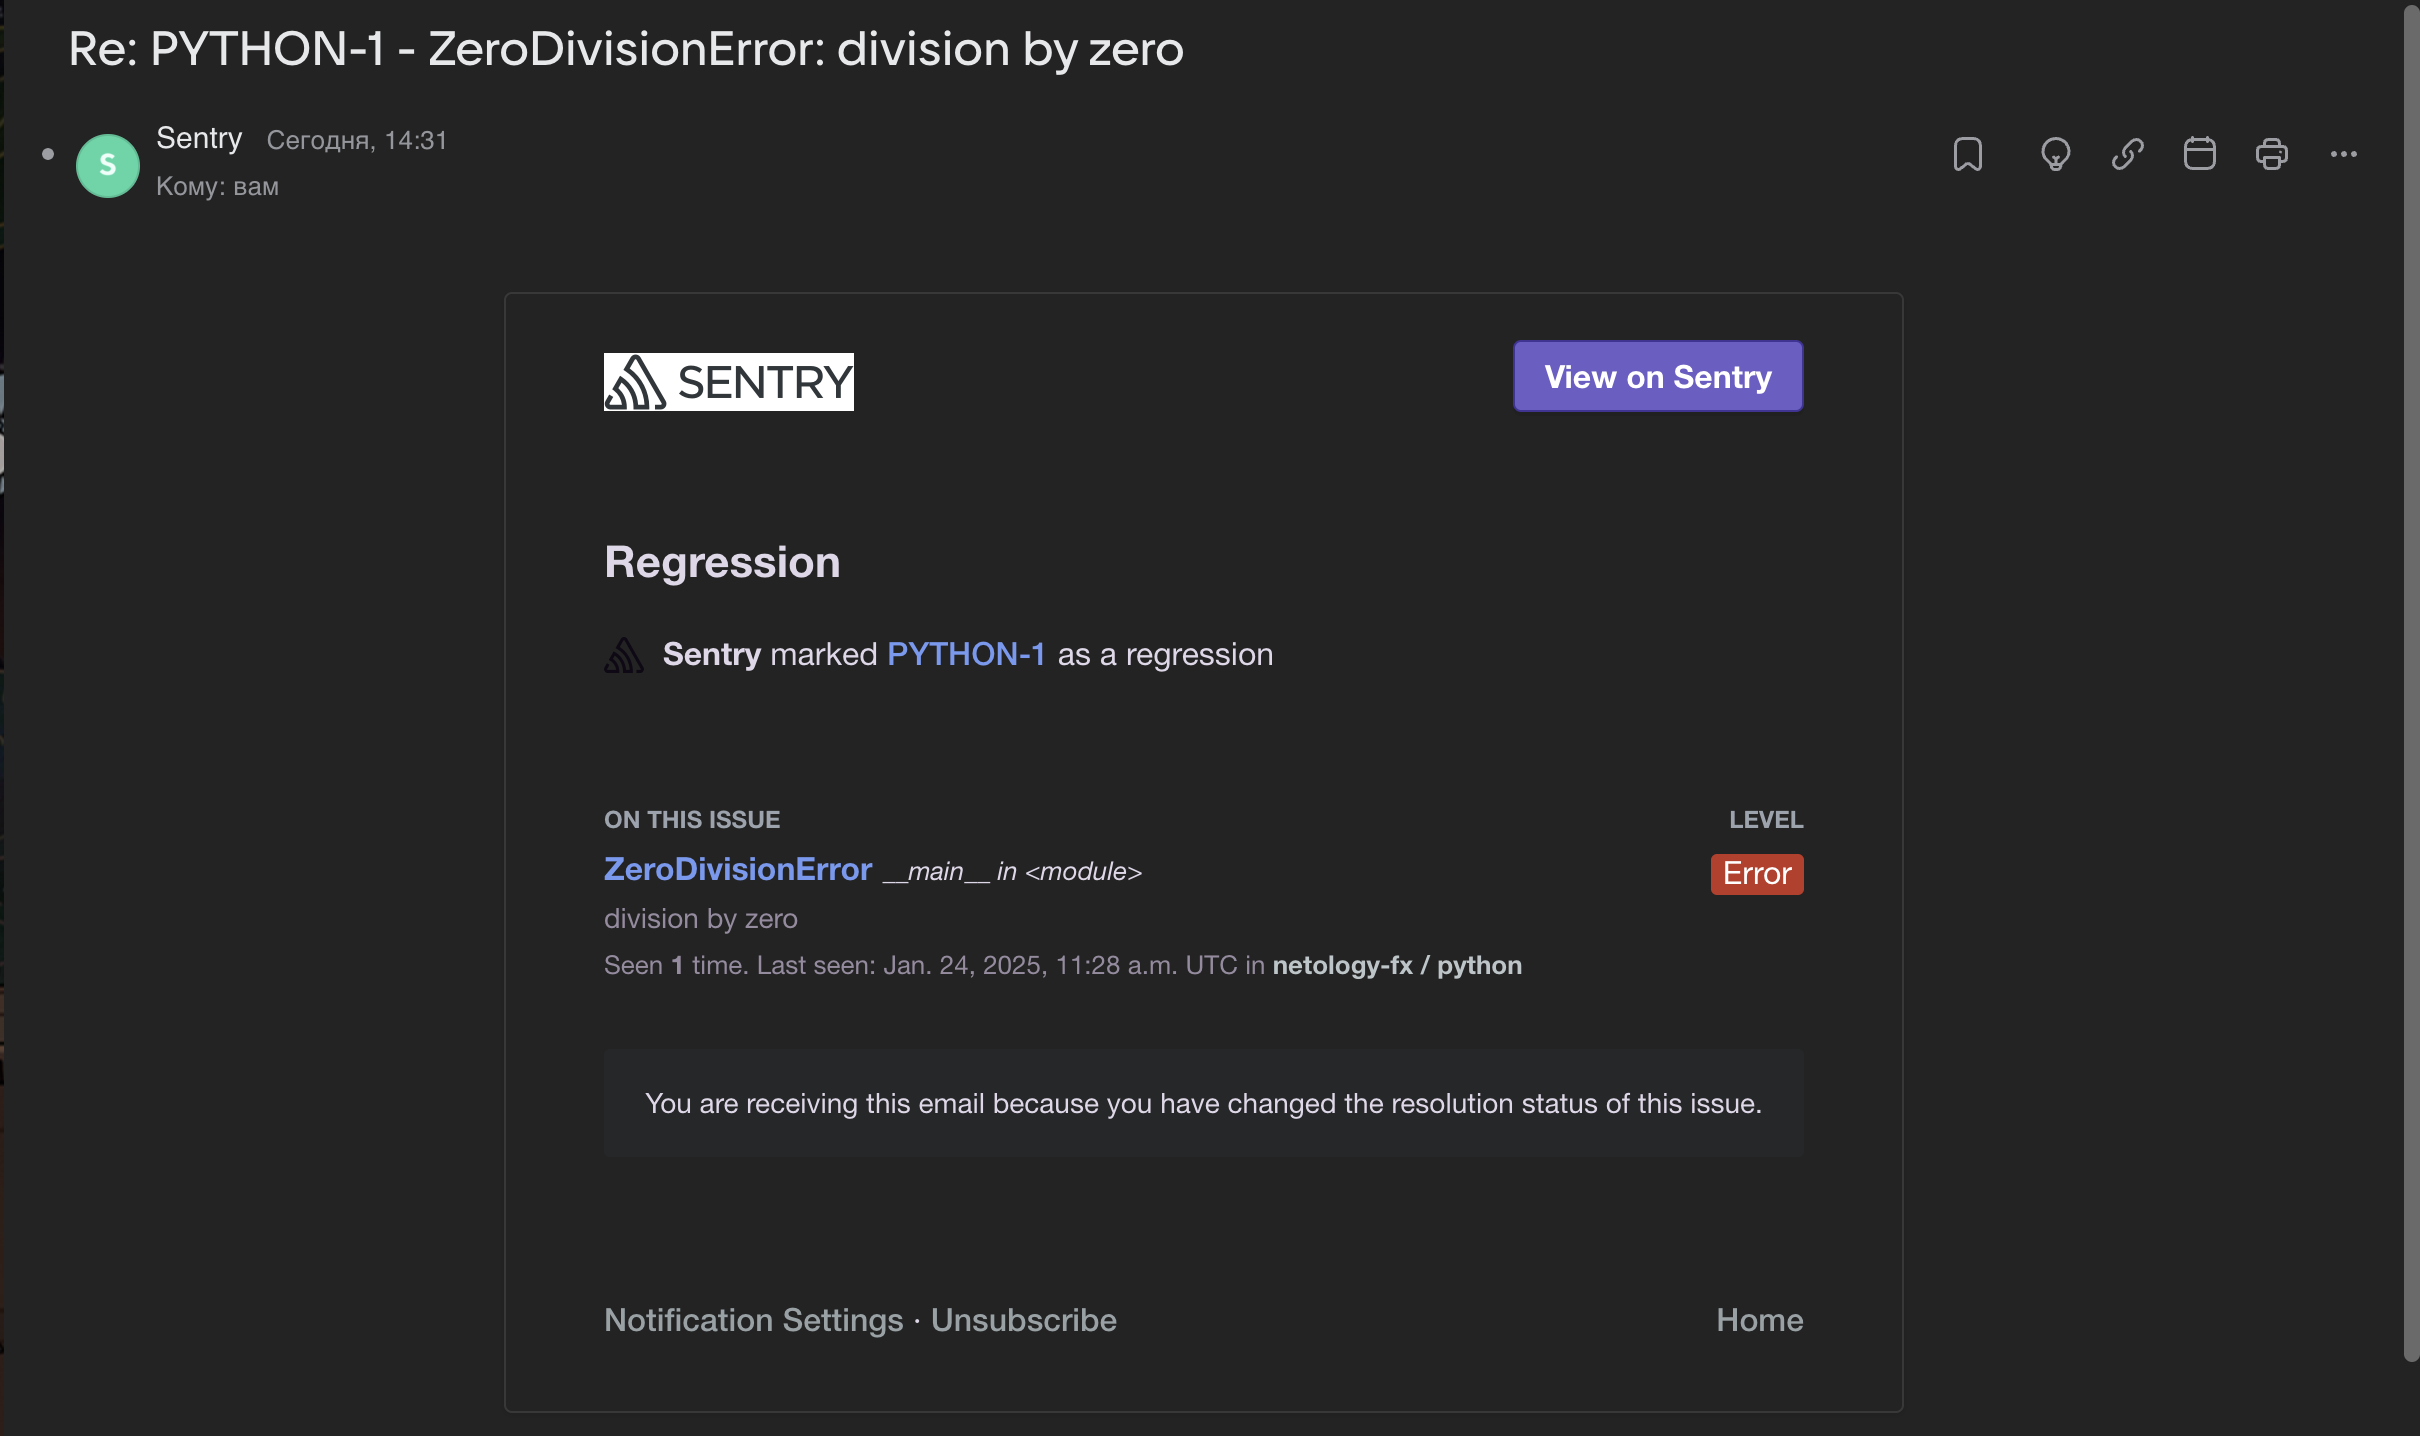 Re: PYTHON-1 - ZeroDivisionError: division by zero
S
Sentry Сегодня, 14:31
Кому: вам
SENTRY
View on Sentry
Regression
Sentry marked PYTHON-1 as a regression
ON THIS ISSUE LEVEL
ZeroDivisionError __main__ in <module> Error
division by zero
Seen 1 time. Last seen: Jan. 24, 2025, 11:28 a.m. UTC in netology-fx / python
You are receiving this email because you have changed the resolution status of this issue.
Notification Settings · Unsubscribe Home